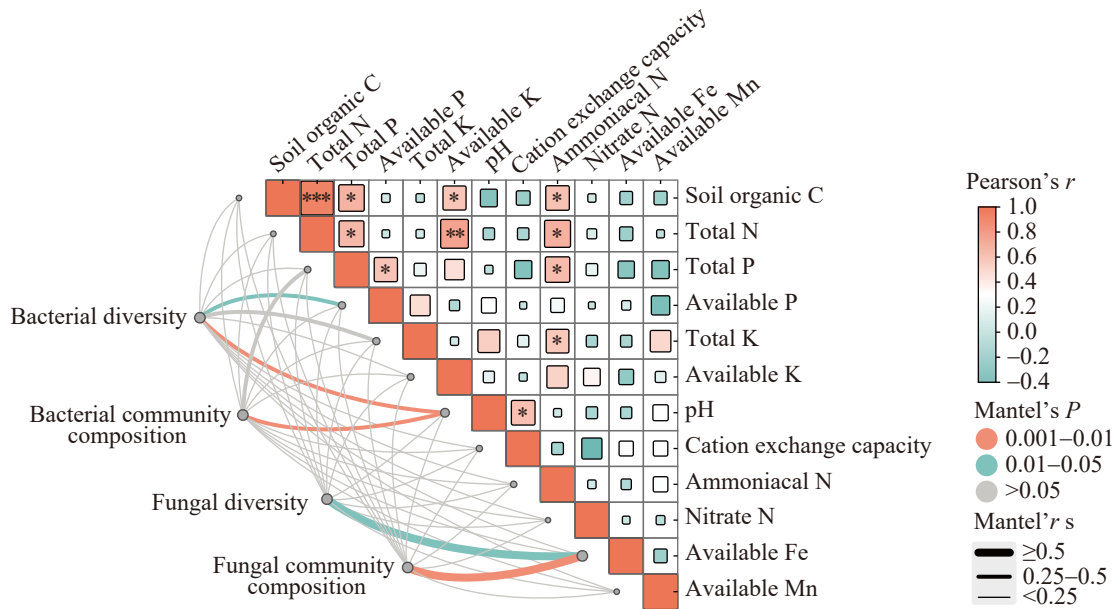 Soil organic C
Total N
Total P
Available P
Total K
Available K
pH
Cation exchange capacity
Ammoniacal N
Nitrate N
Available Fe
Available Mn
*** * * * Soil organic C
* ** * Total N
* * Total P
Available P
* Total K
Available K
* pH
Cation exchange capacity
Ammoniacal N
Nitrate N
Available Fe
Available Mn
Bacterial diversity
Bacterial community
composition
Fungal diversity
Fungal community
composition
Pearson's r
1.0
0.8
0.6
0.4
0.2
0.0
–0.2
–0.4
Mantel's P
0.001–0.01
0.01–0.05
>0.05
Mantel'r s
≥0.5
0.25–0.5
<0.25